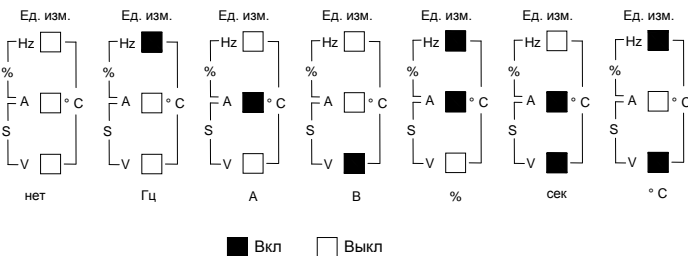 Ед. изм. Ед. изм. Ед. изм. Ед. изм. Ед. изм. Ед. изм. Ед. изм.
Hz Hz Hz Hz Hz Hz Hz
% % % % % % %
A ° C A ° C A ° C A ° C A ° C A ° C A ° C
S S S S S S S
V V V V V V V
нет Гц А В % сек ° C
Вкл Выкл